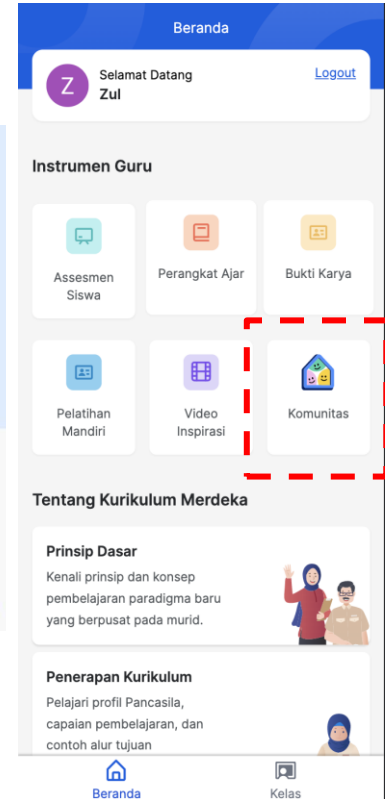 Beranda
Z
Selamat Datang
Logout
Zul
Instrumen Guru
Assesmen
Siswa
Perangkat Ajar
Bukti Karya
Pelatihan
Mandiri
Video
Inspirasi
Komunitas
Tentang Kurikulum Merdeka
Prinsip Dasar
Kenali prinsip dan konsep
pembelajaran paradigma baru
yang berpusat pada murid.
Penerapan Kurikulum
Pelajari profil Pancasila,
capaian pembelajaran, dan
contoh alur tujuan
Beranda
Kelas